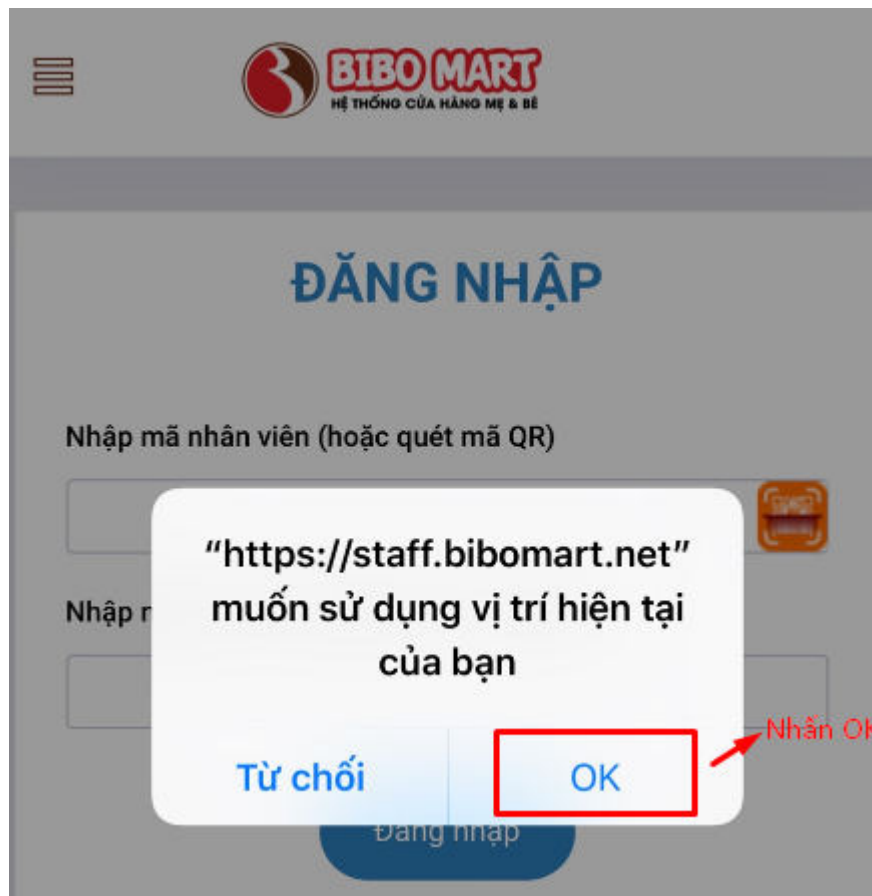 BIBO MART
HỆ THỐNG CỬA HÀNG MẸ & BÉ
ĐĂNG NHẬP
Nhập mã nhân viên (hoặc quét mã QR)
"https://staff.bibomart.net"
muốn sử dụng vị trí hiện tại
của bạn
Nhập
Nhấn OK
Từ chối
OK
Đăng nhập